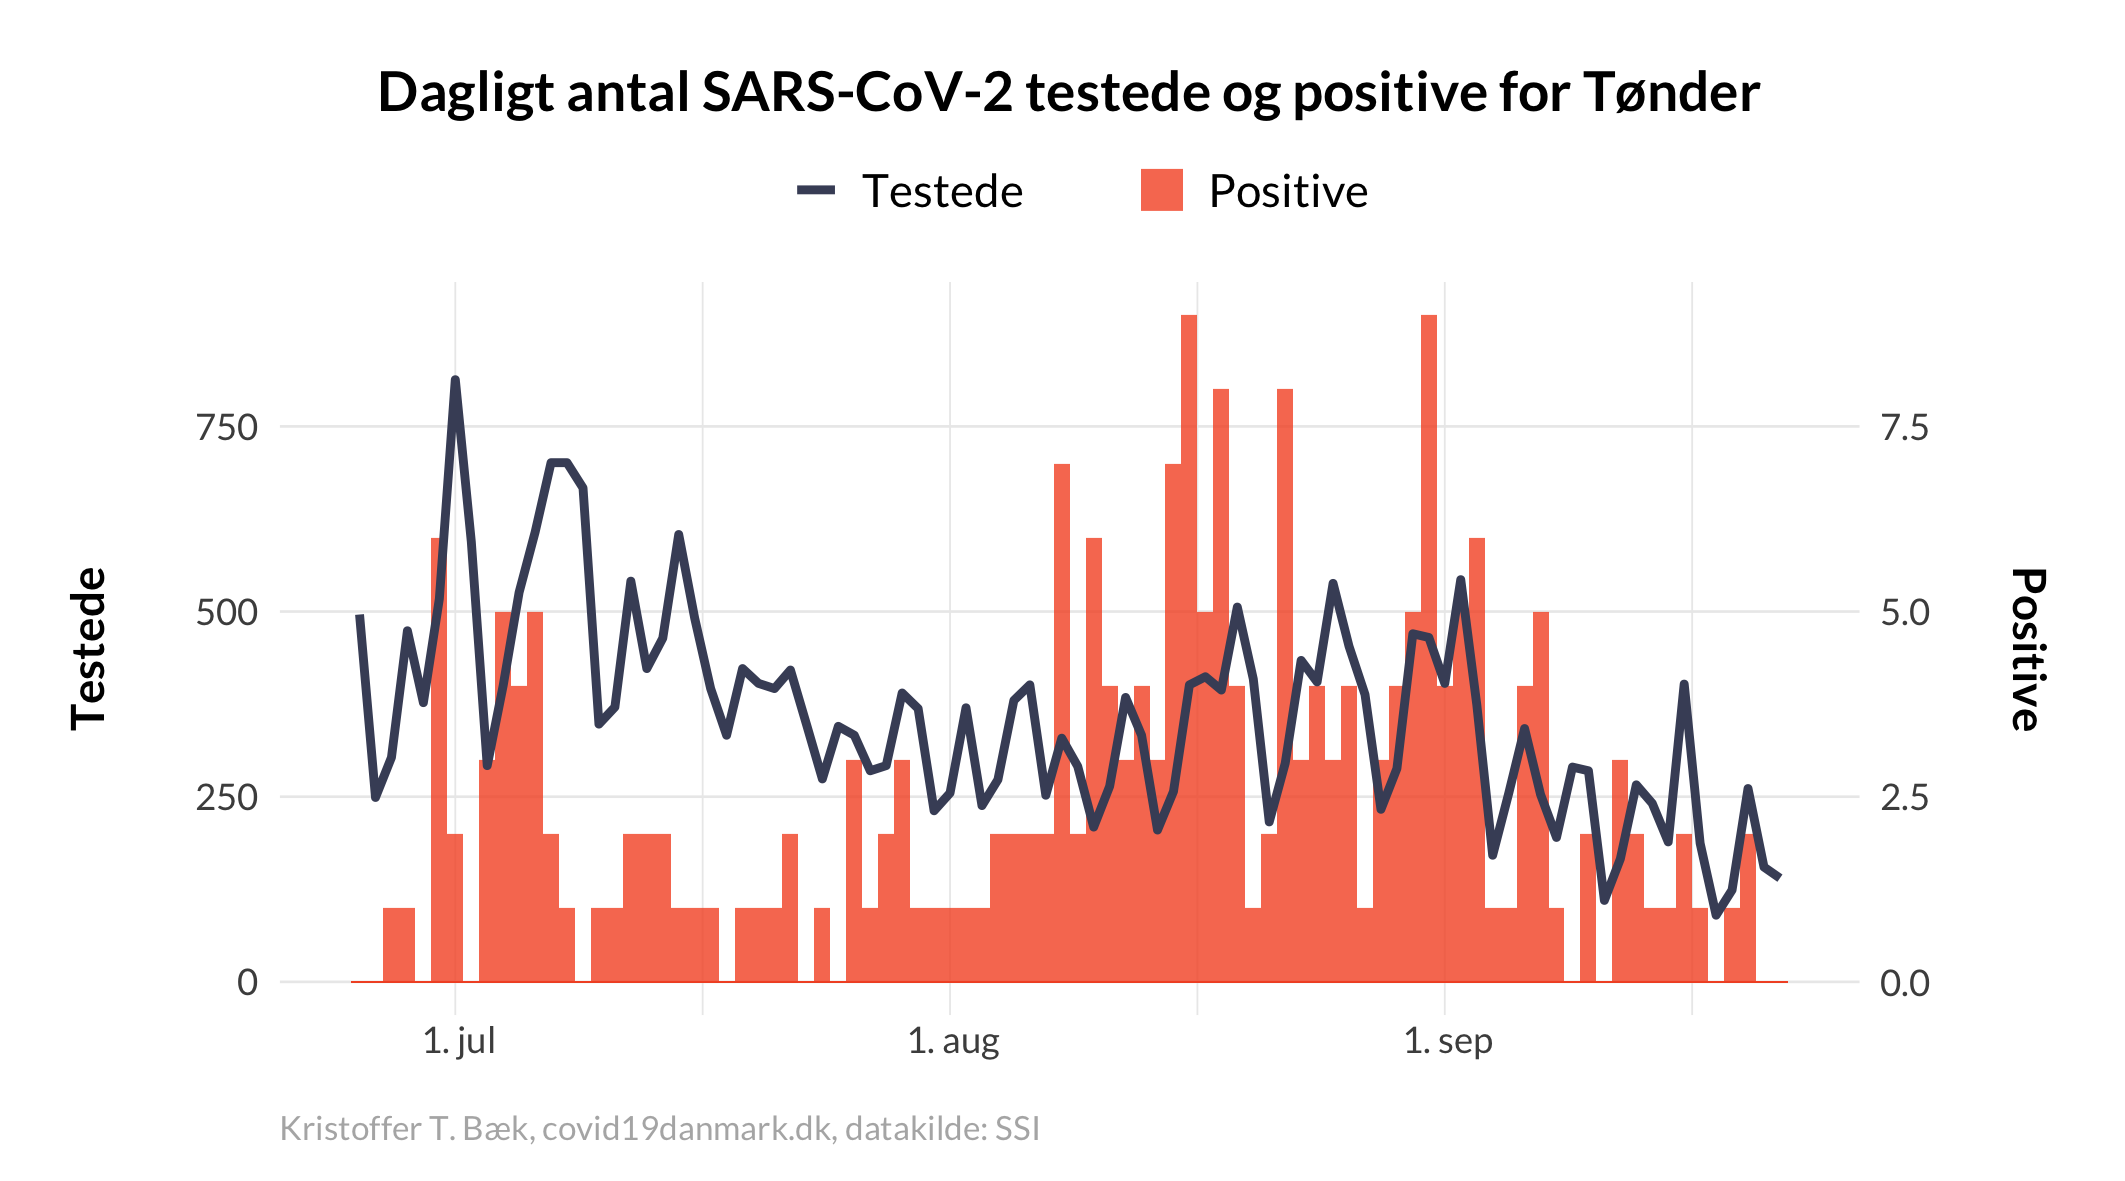 Dagligt antal SARS-CoV-2 testede og positive for Tønder
Testede
Positive
750
500
250
0
7.5
5.0
2.5
0.0
Testede
Positive
1. jul
1. aug
1. sep
Kristoffer T. Bæk, covid19danmark.dk, datakilde: SSI